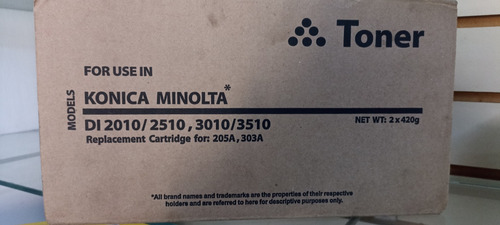 Toner
FOR USE IN
MODELS
KONICA MINOLTA*
DI 2010/2510, 3010/3510
NET WT: 2x420g
Replacement Cartridge for: 205A, 303A
*All brand names and trademarks are the properties of their respective
holders and are referred to here for descriptive purposes only.